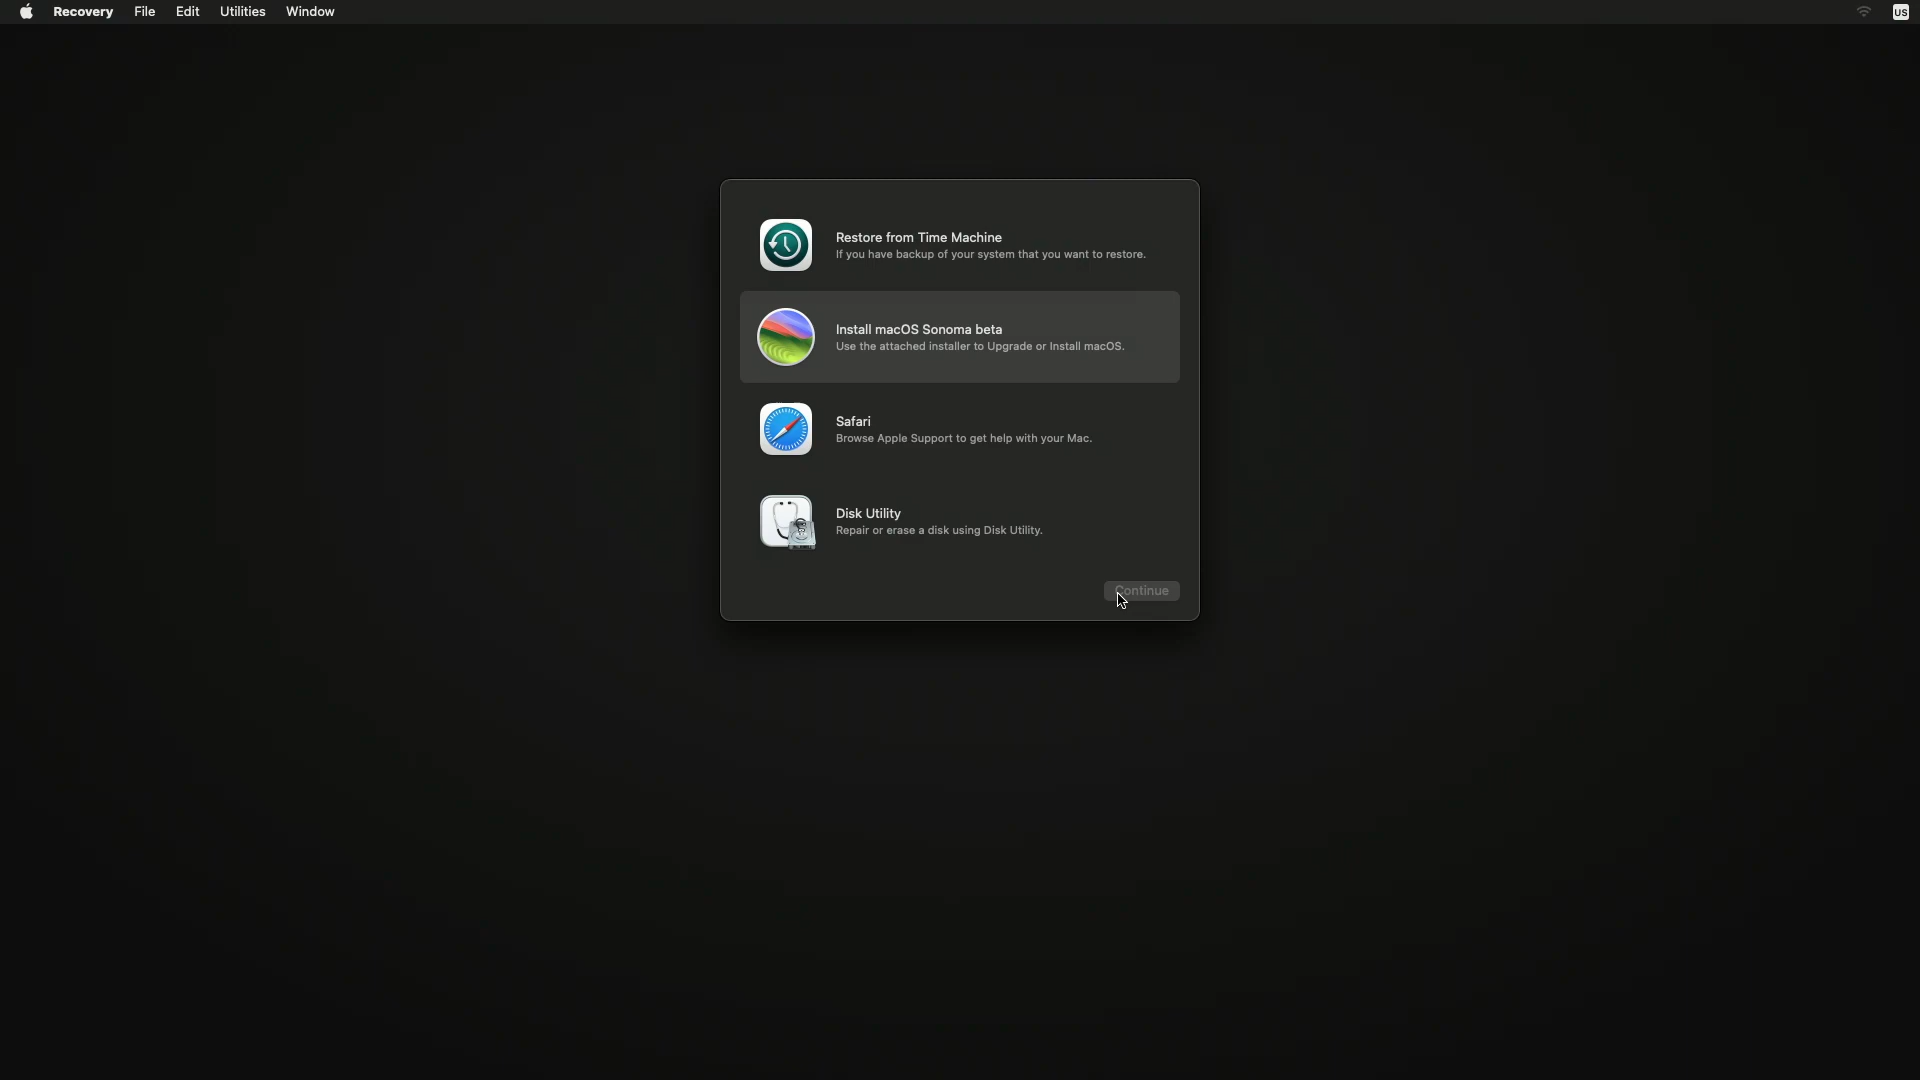 Recovery File Edit Utilities Window US
Restore from Time Machine
If you have backup of your system that you want to restore.
Install macOS Sonoma beta
Use the attached installer to Upgrade or Install macOS.
Safari
Browse Apple Support to get help with your Mac.
Disk Utility
Repair or erase a disk using Disk Utility.
Continue